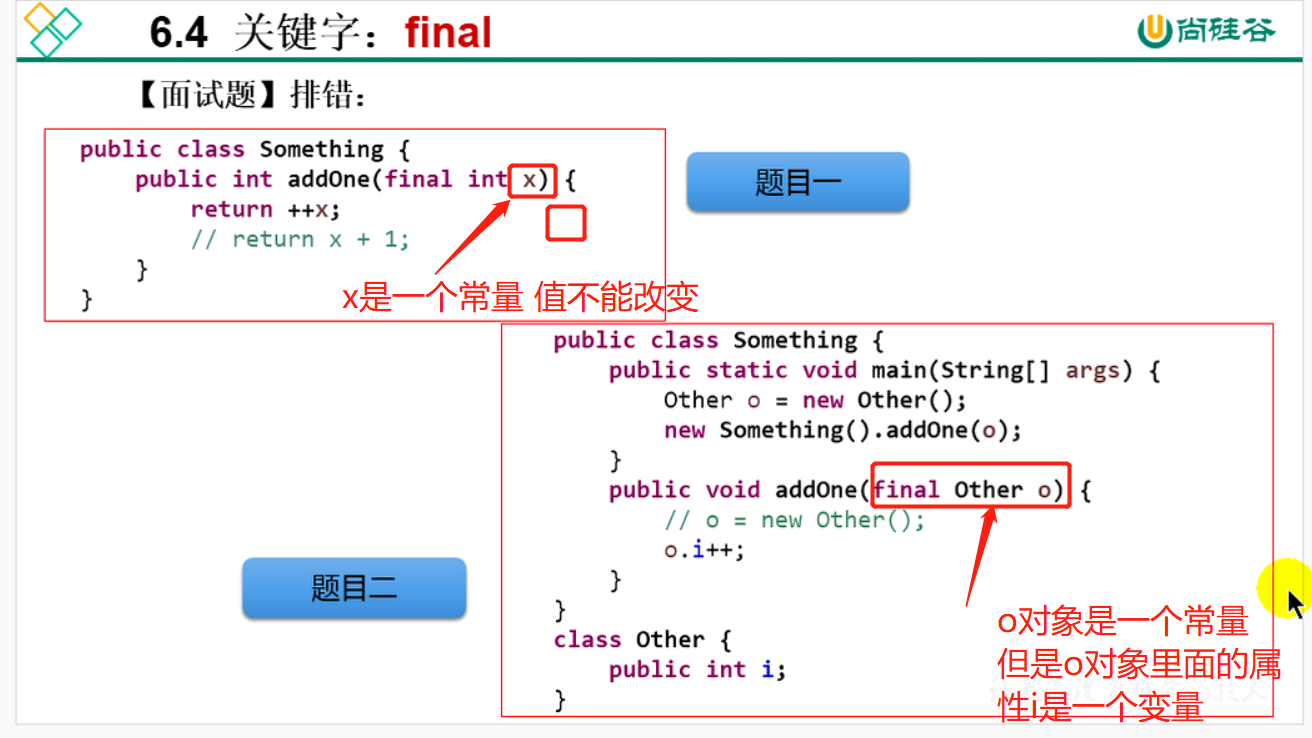 6.4 关键字：final
尚硅谷
【面试题】排错：
public class Something {
public int addOne(final int x) {
return ++x;
// return x + 1;
}
}
题目一
x是一个常量 值不能改变
public class Something {
public static void main(String[] args) {
Other o = new Other();
new Something().addOne(o);
}
public void addOne(final Other o) {
// o = new Other();
o.i++;
}
}
class Other {
public int i;
}
题目二
o对象是一个常量
但是o对象里面的属
性i是一个变量